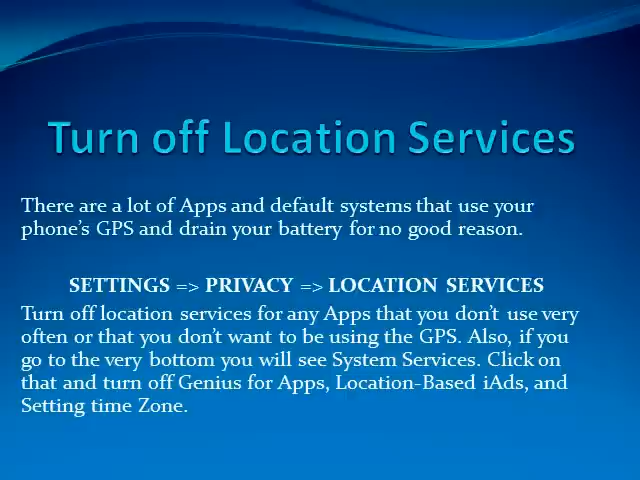 Turn off Location Services
There are a lot of Apps and default systems that use your
phone's GPS and drain your battery for no good reason.
SETTINGS => PRIVACY => LOCATION SERVICES
Turn off location services for any Apps that you don't use very
often or that you don't want to be using the GPS. Also, if you
go to the very bottom you will see System Services. Click on
that and turn off Genius for Apps, Location-Based iAds, and
Setting time Zone.